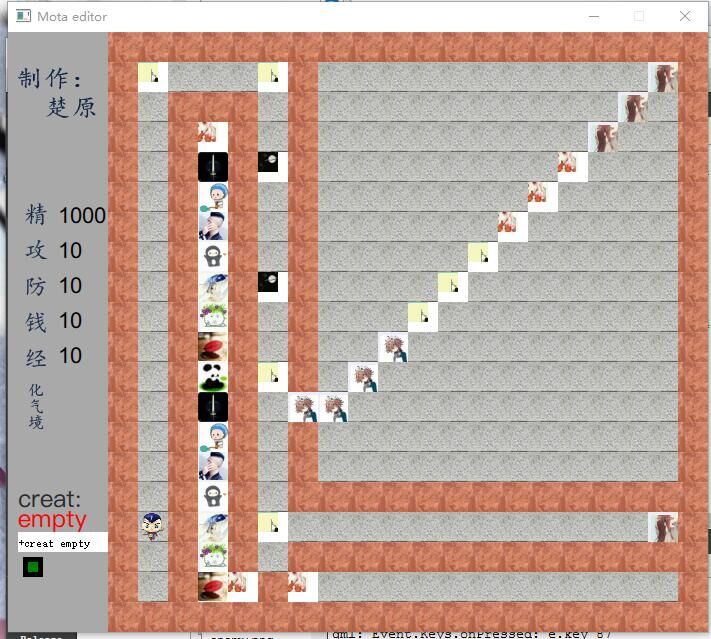 Mota editor
制作：
楚原
精 1000
攻 10
防 10
钱 10
经 10
化气境
creat:
empty
+creat empty
qml: Event.Keys.onPressed: e.key 87